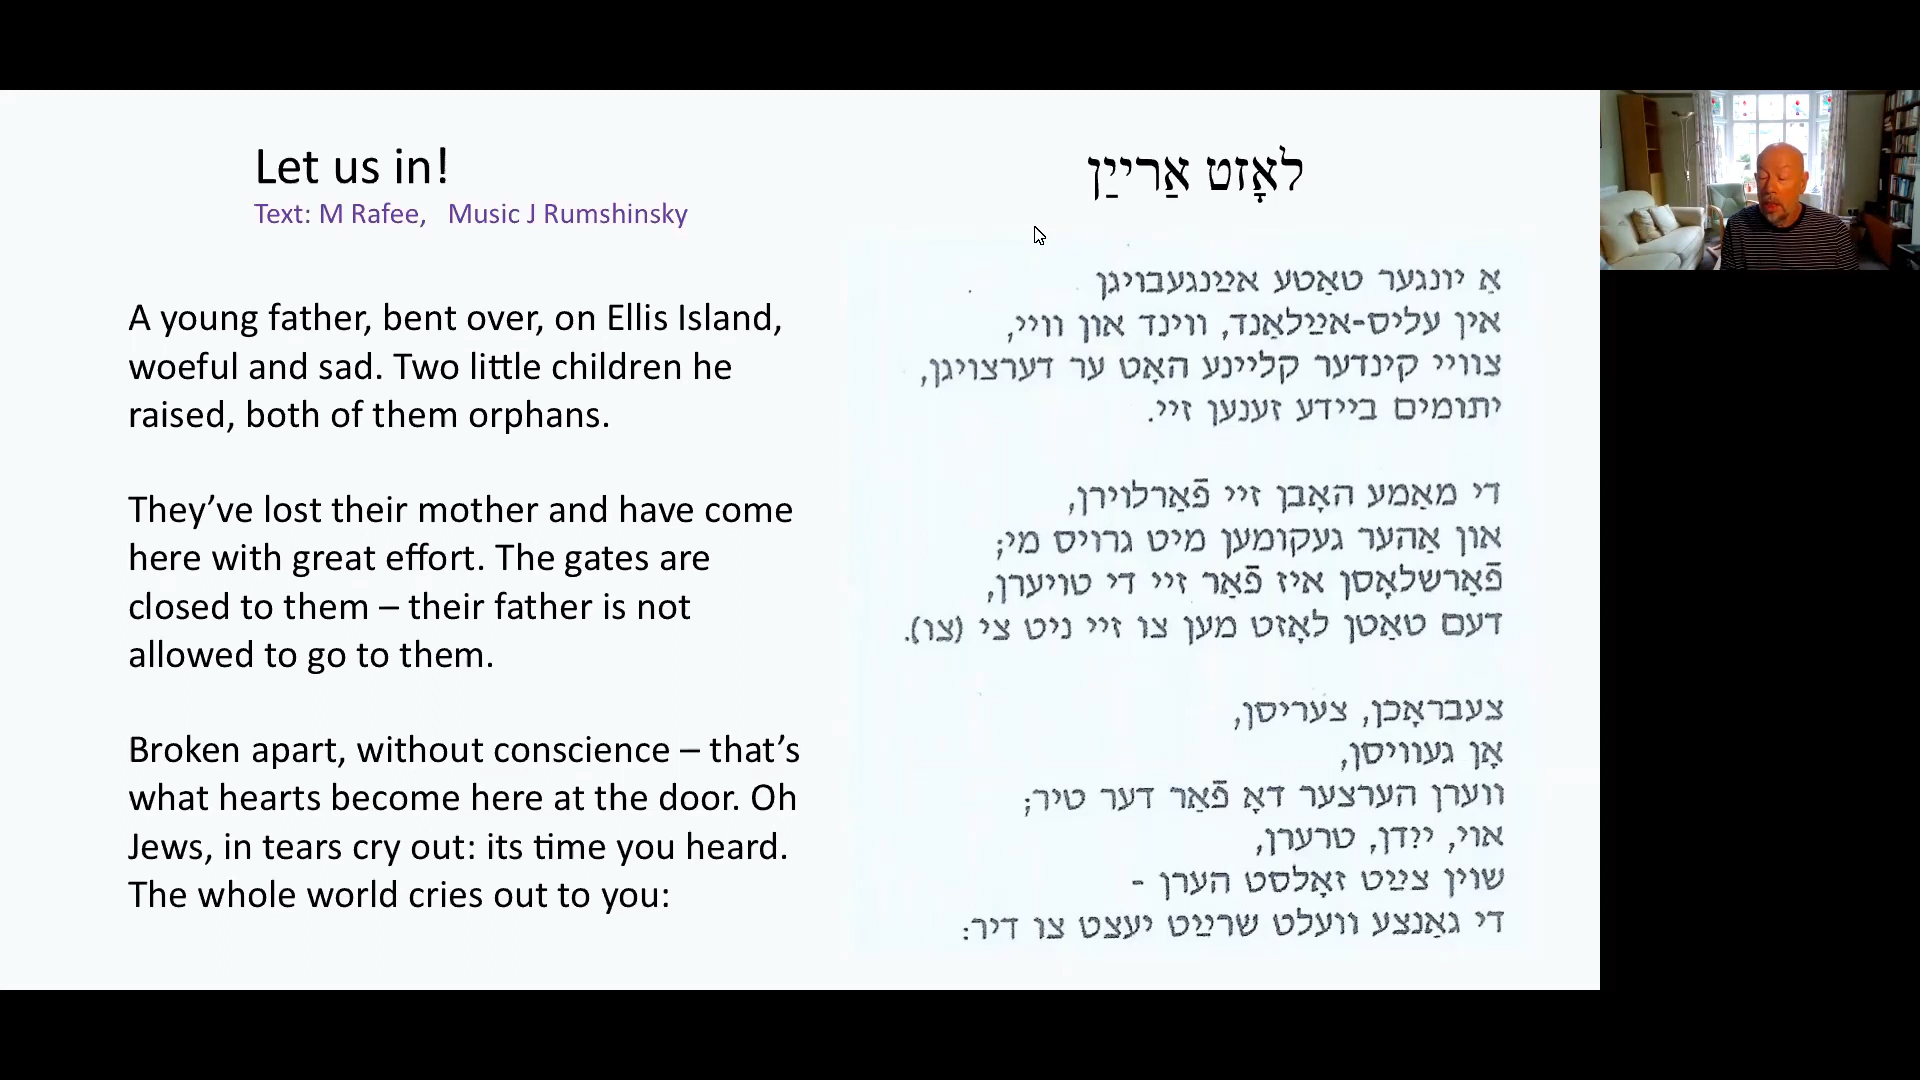 Let us in!
Text: M Rafee, Music J Rumshinsky
A young father, bent over, on Ellis Island,
woeful and sad. Two little children he
raised, both of them orphans.
They’ve lost their mother and have come
here with great effort. The gates are
closed to them – their father is not
allowed to go to them.
Broken apart, without conscience – that’s
what hearts become here at the door. Oh
Jews, in tears cry out: its time you heard.
The whole world cries out to you:
לאָזט אַרייַן
אַ יונגער טאַטע אײַנגעבויגן
אין עליס-אײַלאַנד, ווינד און וויי,
צוויי קינדער קליינע האָט ער דערצויגן,
יתומים ביידע זענען זיי.
די מאַמע האָבן זיי פֿאַרלוירן,
און אַהער געקומען מיט גרויס מי;
פֿאַרשלאָסן איז פֿאַר זיי די טויערן,
דעם טאַטן לאָזט מען צו זיי ניט צי (צו).
צעבראָכן, צעריסן,
אָן געוויסן,
ווערן הערצער דאָ פֿאַר דער טיר;
אוי, ייִדן, טרערן,
שוין צײַט זאָלסט הערן -
די גאַנצע וועלט שרײַט יעצט צו דיר: